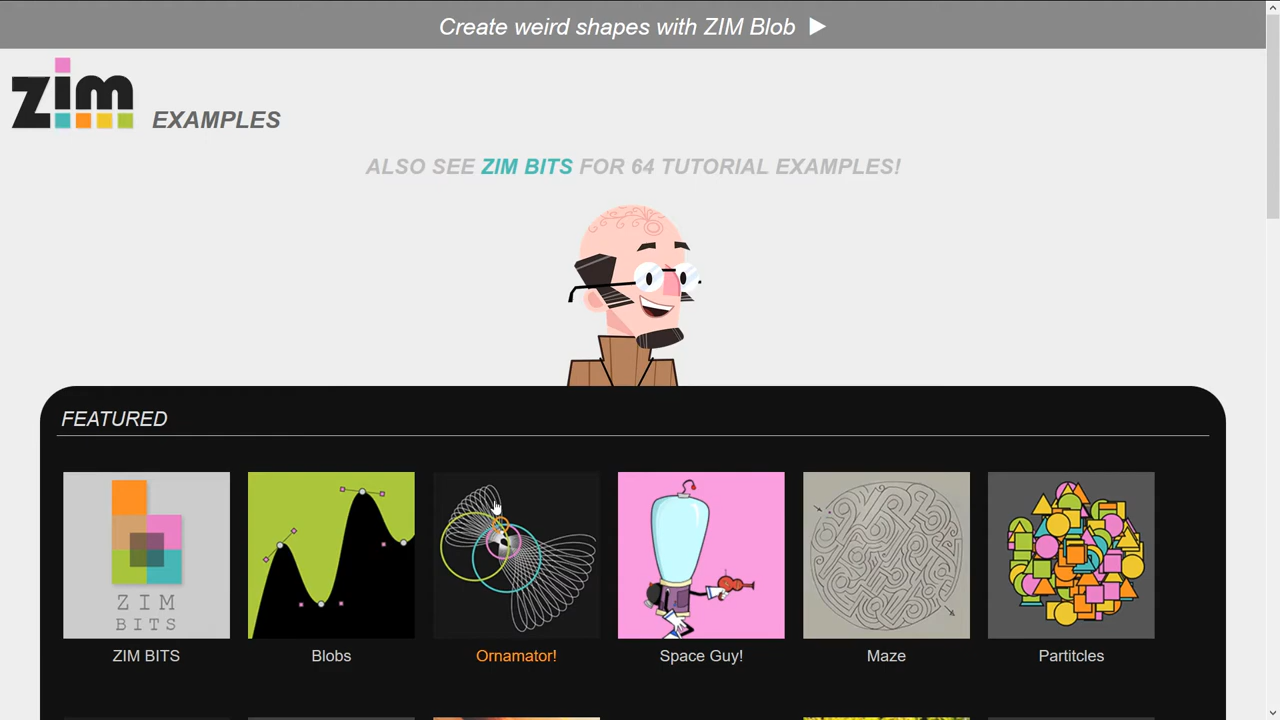 Create weird shapes with ZIM Blob
zim EXAMPLES
ALSO SEE ZIM BITS FOR 64 TUTORIAL EXAMPLES!
FEATURED
ZIM
BITS
ZIM BITS
Blobs
Ornamator!
Space Guy!
Maze
Partitcles